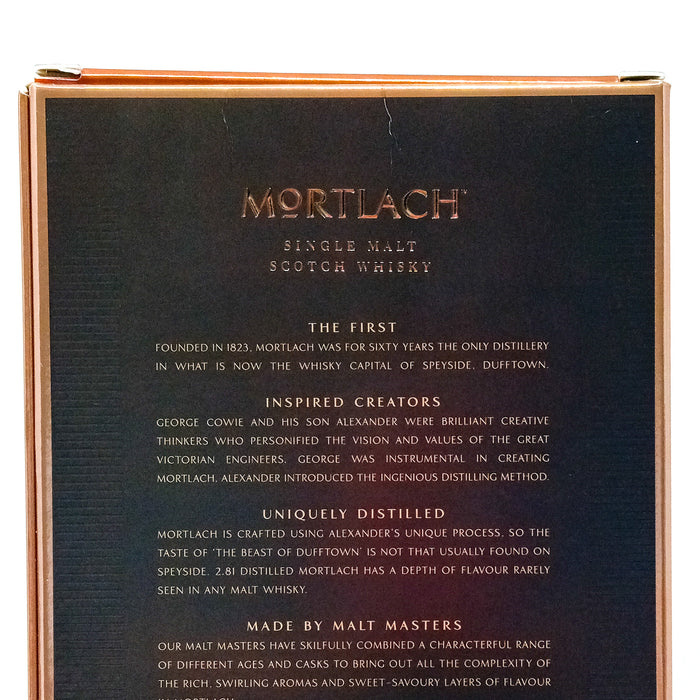 MORTLACH™
SINGLE MALT
SCOTCH WHISKY
THE FIRST
FOUNDED IN 1823, MORTLACH WAS FOR SIXTY YEARS THE ONLY DISTILLERY
IN WHAT IS NOW THE WHISKY CAPITAL OF SPEYSIDE, DUFFTOWN.
INSPIRED CREATORS
GEORGE COWIE AND HIS SON ALEXANDER WERE BRILLIANT CREATIVE
THINKERS WHO PERSONIFIED THE VISION AND VALUES OF THE GREAT
VICTORIAN ENGINEERS. GEORGE WAS INSTRUMENTAL IN CREATING
MORTLACH. ALEXANDER INTRODUCED THE INGENIOUS DISTILLING METHOD.
UNIQUELY DISTILLED
MORTLACH IS CRAFTED USING ALEXANDER'S UNIQUE PROCESS, SO THE
TASTE OF 'THE BEAST OF DUFFTOWN' IS NOT THAT USUALLY FOUND ON
SPEYSIDE. 2.81 DISTILLED MORTLACH HAS A DEPTH OF FLAVOUR RARELY
SEEN IN ANY MALT WHISKY.
MADE BY MALT MASTERS
OUR MALT MASTERS HAVE SKILFULLY COMBINED A CHARACTERFUL RANGE
OF DIFFERENT AGES AND CASKS TO BRING OUT ALL THE COMPLEXITY OF
THE RICH, SWIRLING AROMAS AND SWEET-SAVOURY LAYERS OF FLAVOUR
IN MORTLACH